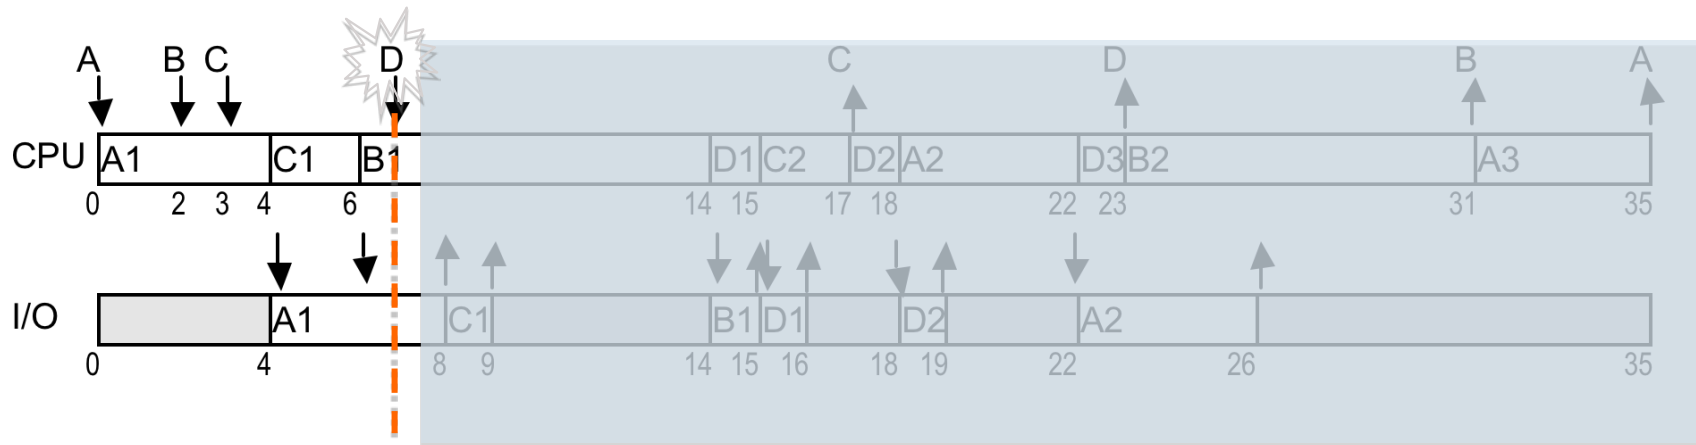 A B C D C D B A
CPU A1 C1 B1 D1 C2 D2 A2 D3 B2 A3
0 2 3 4 6 14 15 17 18 22 23 31 35
I/O A1 C1 B1 D1 D2 A2
0 4 8 9 14 15 16 18 19 22 26 35